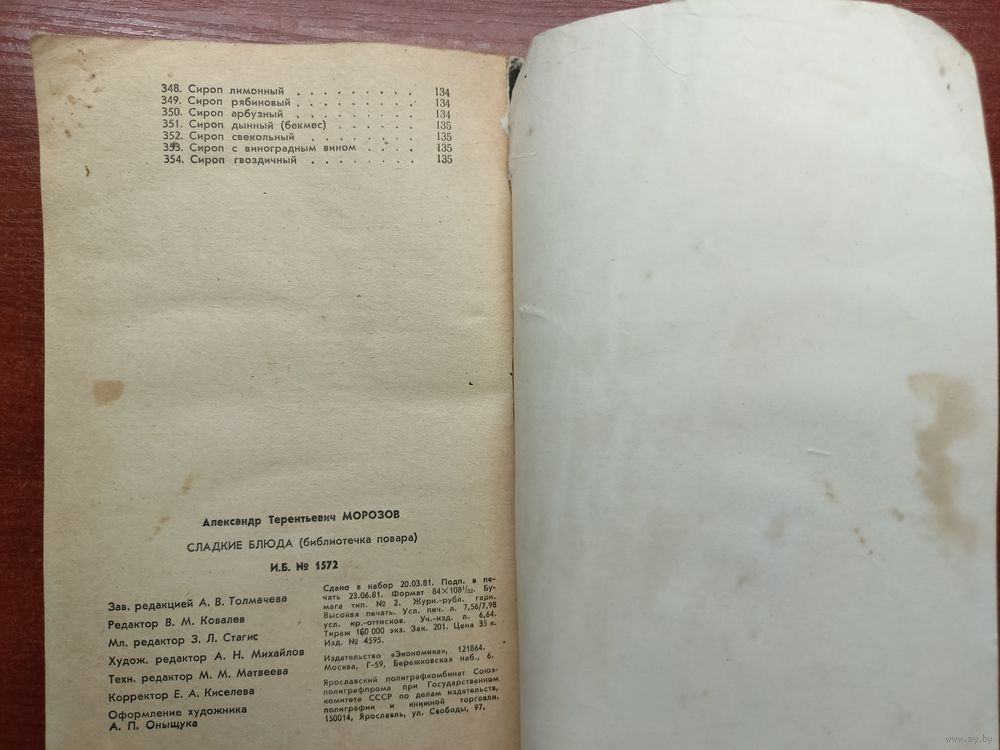 348. Сироп лимонный . . . . . . . . . 134
349. Сироп рябиновый . . . . . . . . . 134
350. Сироп арбузный . . . . . . . . . 134
351. Сироп дынный (бекмес) . . . . . . 135
352. Сироп свекольный . . . . . . . . 135
353. Сироп с виноградным вином . . . . 135
354. Сироп гвоздичный . . . . . . . . 135
Александр Терентьевич МОРОЗОВ
СЛАДКИЕ БЛЮДА (библиотечка повара)
И.Б. № 1572
Зав. редакцией А. В. Толмачева
Редактор В. М. Ковалев
Мл. редактор З. Л. Стагис
Худож. редактор А. Н. Михайлов
Техн. редактор М. М. Матвеева
Корректор Е. А. Киселева
Оформление художника
А. П. Оныщука
Сдано в набор 20.03.81. Подп. в пе-
чать 23.06.81. Формат 84×108¹/₃₂. Бу-
мага тип. № 2. Журн.-рубл. гарн.
Высокая печать. Усл. печ. л. 7,56/7,98
усл. кр.-оттисков. Уч.-изд. л. 6,64.
Тираж 160 000 экз. Зак. 201. Цена 35 к.
Изд. № 4595.
Издательство «Экономика», 121864.
Москва, Г-59, Бережковская наб., 6.
Ярославский полиграфкомбинат Союз-
полиграфпрома при Государственном
комитете СССР по делам издательств,
полиграфии и книжной торговли,
150014, Ярославль, ул. Свободы, 97.
www.ay.by